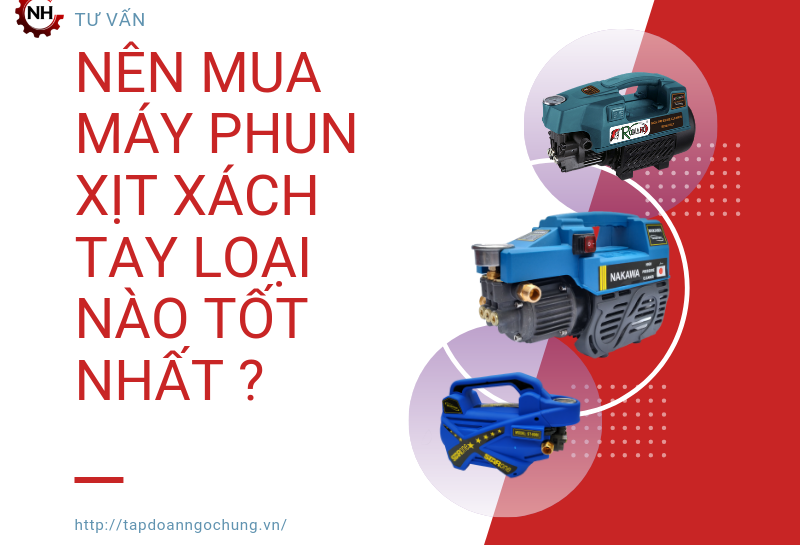 NH
TƯ VẤN
NÊN MUA
MÁY PHUN
XỊT XÁCH
TAY LOẠI
NÀO TỐT
NHẤT ?
NAKAWA
http://tapdoanngochung.vn/